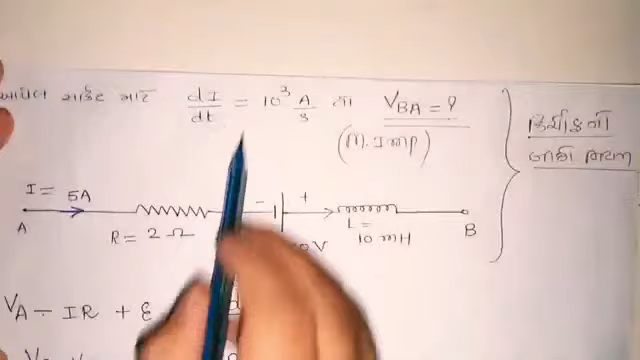 આપેલ સર્કિટ માટે dI/dt = 10³ A/s તો V_BA = ?
(M. Imp)
કિર્ચોફનો
બીજો નિયમ
I = 5A
− +
A B
R = 2 Ω
L =
10 mH
V_A − IR + ε